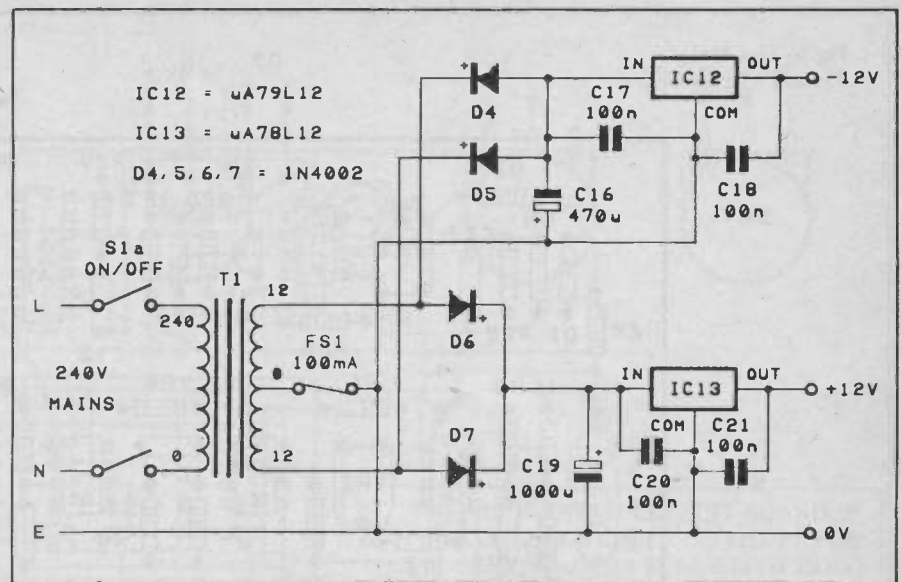 IC12 = uA79L12
IC13 = uA78L12
D4,5,6,7 = 1N4002
D4
D5
C17
100n
IN
IC12
OUT
COM
-12V
C16
470u
C18
100n
S1a
ON/OFF
L
240V
MAINS
N
E
T1
240
0
12
0
12
FS1
100mA
D6
D7
C19
1000u
IN
IC13
OUT
COM
C20
100n
C21
100n
+12V
0V